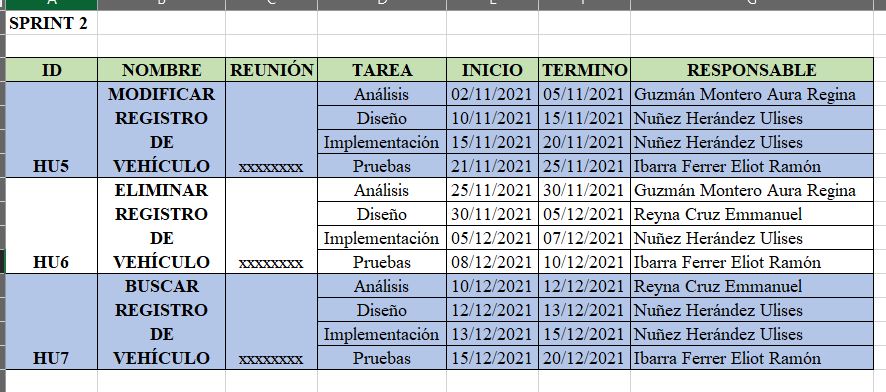 SPRINT 2
ID NOMBRE REUNIÓN TAREA INICIO TERMINO RESPONSABLE
MODIFICAR Análisis 02/11/2021 05/11/2021 Guzmán Montero Aura Regina
REGISTRO Diseño 10/11/2021 15/11/2021 Nuñez Herández Ulises
DE Implementación 15/11/2021 20/11/2021 Nuñez Herández Ulises
HU5 VEHÍCULO xxxxxxxx Pruebas 21/11/2021 25/11/2021 Ibarra Ferrer Eliot Ramón
ELIMINAR Análisis 25/11/2021 30/11/2021 Guzmán Montero Aura Regina
REGISTRO Diseño 30/11/2021 05/12/2021 Reyna Cruz Emmanuel
DE Implementación 05/12/2021 07/12/2021 Nuñez Herández Ulises
HU6 VEHÍCULO xxxxxxxx Pruebas 08/12/2021 10/12/2021 Ibarra Ferrer Eliot Ramón
BUSCAR Análisis 10/12/2021 12/12/2021 Reyna Cruz Emmanuel
REGISTRO Diseño 12/12/2021 13/12/2021 Nuñez Herández Ulises
DE Implementación 13/12/2021 15/12/2021 Nuñez Herández Ulises
HU7 VEHÍCULO xxxxxxxx Pruebas 15/12/2021 20/12/2021 Ibarra Ferrer Eliot Ramón